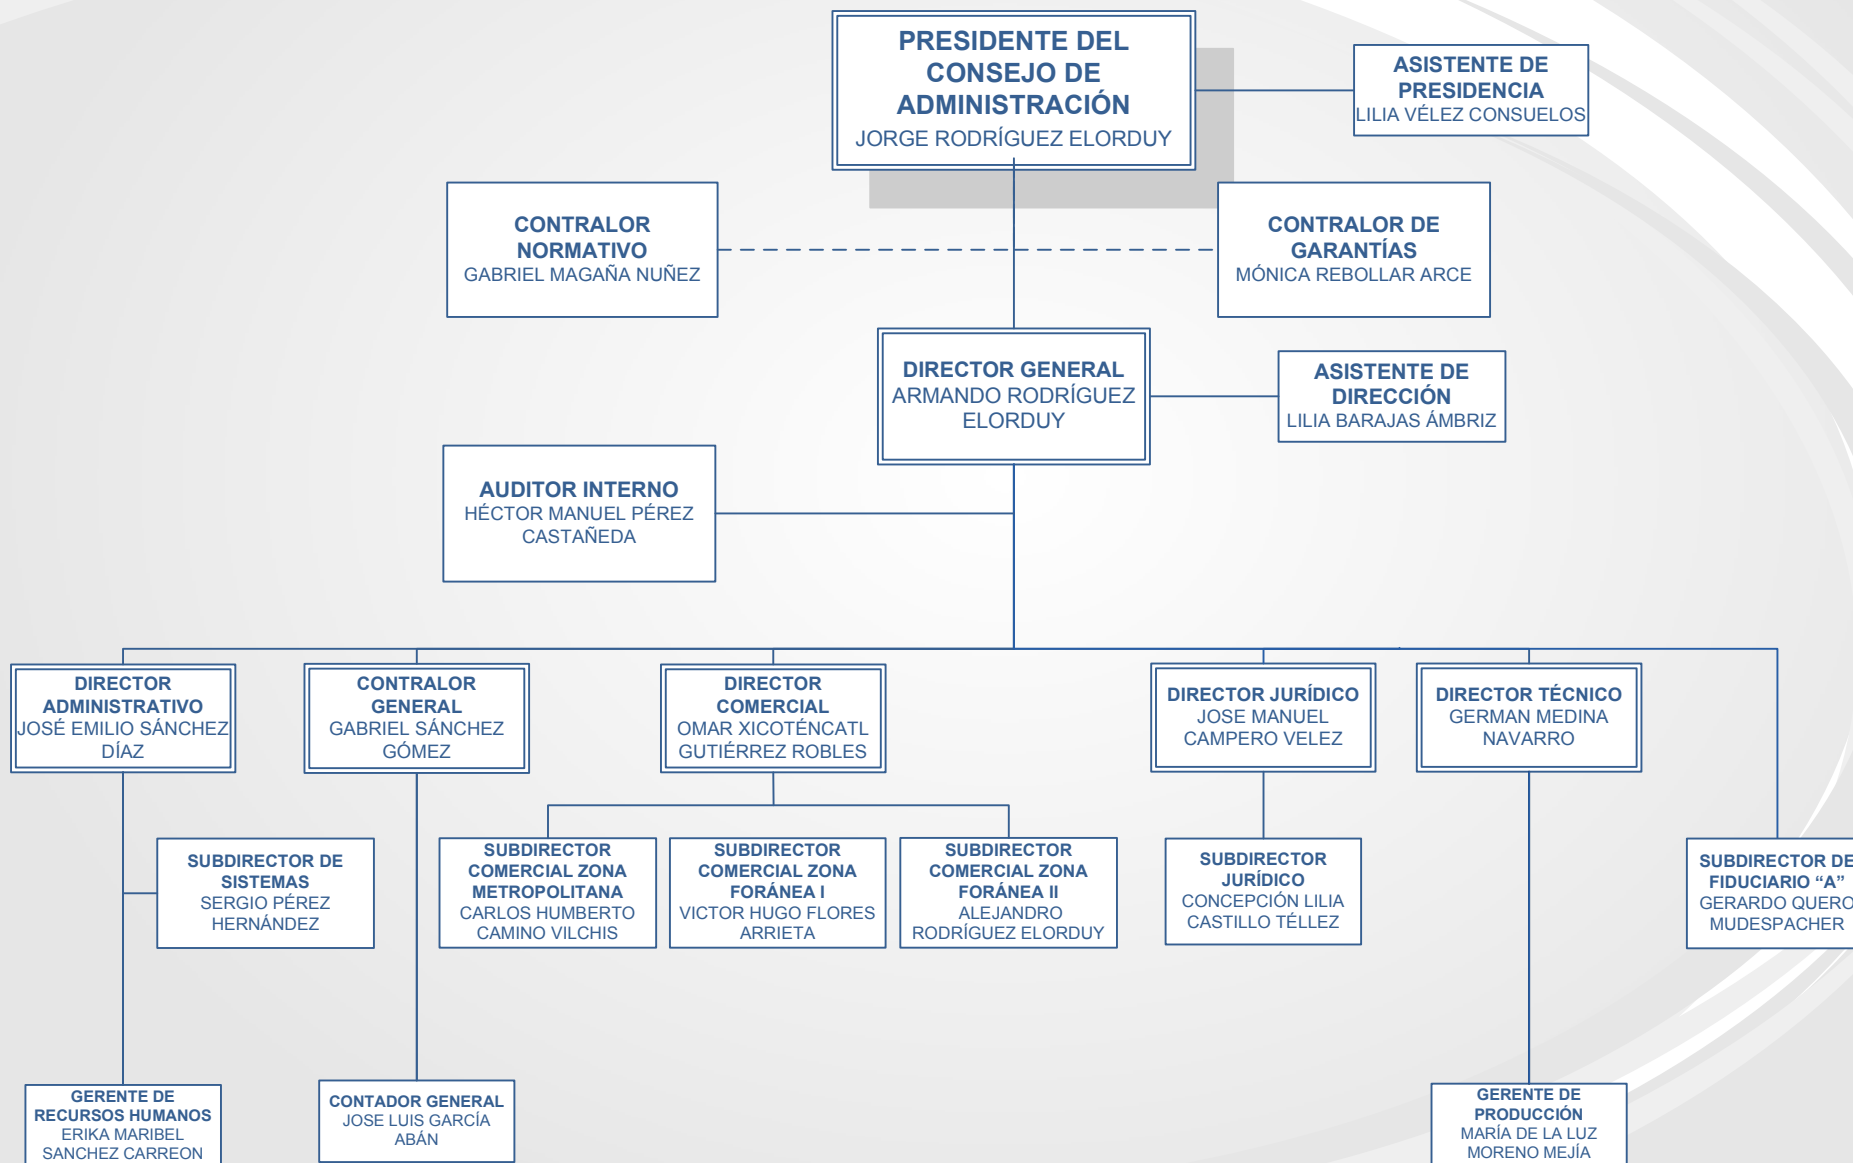 PRESIDENTE DEL
CONSEJO DE
ADMINISTRACIÓN
JORGE RODRÍGUEZ ELORDUY
ASISTENTE DE
PRESIDENCIA
LILIA VÉLEZ CONSUELOS
CONTRALOR
NORMATIVO
GABRIEL MAGAÑA NUÑEZ
CONTRALOR DE
GARANTÍAS
MÓNICA REBOLLAR ARCE
DIRECTOR GENERAL
ARMANDO RODRÍGUEZ
ELORDUY
ASISTENTE DE
DIRECCIÓN
LILIA BARAJAS ÁMBRIZ
AUDITOR INTERNO
HÉCTOR MANUEL PÉREZ
CASTAÑEDA
DIRECTOR
ADMINISTRATIVO
JOSÉ EMILIO SÁNCHEZ
DÍAZ
CONTRALOR
GENERAL
GABRIEL SÁNCHEZ
GÓMEZ
DIRECTOR
COMERCIAL
OMAR XICOTÉNCATL
GUTIÉRREZ ROBLES
DIRECTOR JURÍDICO
JOSE MANUEL
CAMPERO VELEZ
DIRECTOR TÉCNICO
GERMAN MEDINA
NAVARRO
SUBDIRECTOR DE
SISTEMAS
SERGIO PÉREZ
HERNÁNDEZ
SUBDIRECTOR
COMERCIAL ZONA
METROPOLITANA
CARLOS HUMBERTO
CAMINO VILCHIS
SUBDIRECTOR
COMERCIAL ZONA
FORÁNEA I
VICTOR HUGO FLORES
ARRIETA
SUBDIRECTOR
COMERCIAL ZONA
FORÁNEA II
ALEJANDRO
RODRÍGUEZ ELORDUY
SUBDIRECTOR
JURÍDICO
CONCEPCIÓN LILIA
CASTILLO TÉLLEZ
SUBDIRECTOR DE
FIDUCIARIO “A”
GERARDO QUERO
MUDESPACHER
GERENTE DE
RECURSOS HUMANOS
ERIKA MARIBEL
SANCHEZ CARREON
CONTADOR GENERAL
JOSE LUIS GARCÍA
ABÁN
GERENTE DE
PRODUCCIÓN
MARÍA DE LA LUZ
MORENO MEJÍA